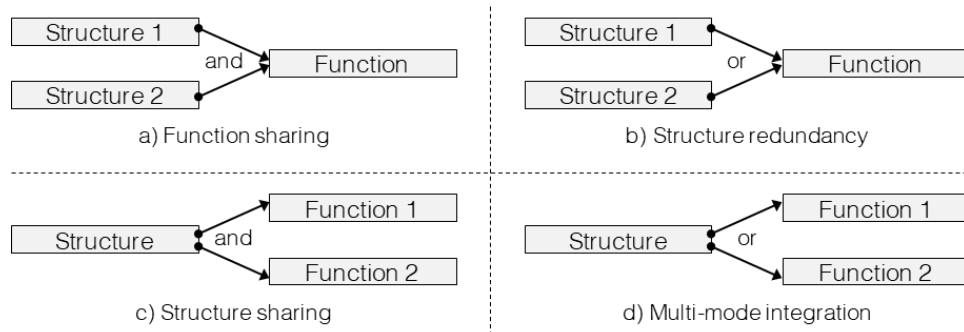 Structure 1
and
Function
Structure 2
a) Function sharing
Structure 1
or
Function
Structure 2
b) Structure redundancy
Function 1
Structure
and
Function 2
c) Structure sharing
Function 1
Structure
or
Function 2
d) Multi-mode integration